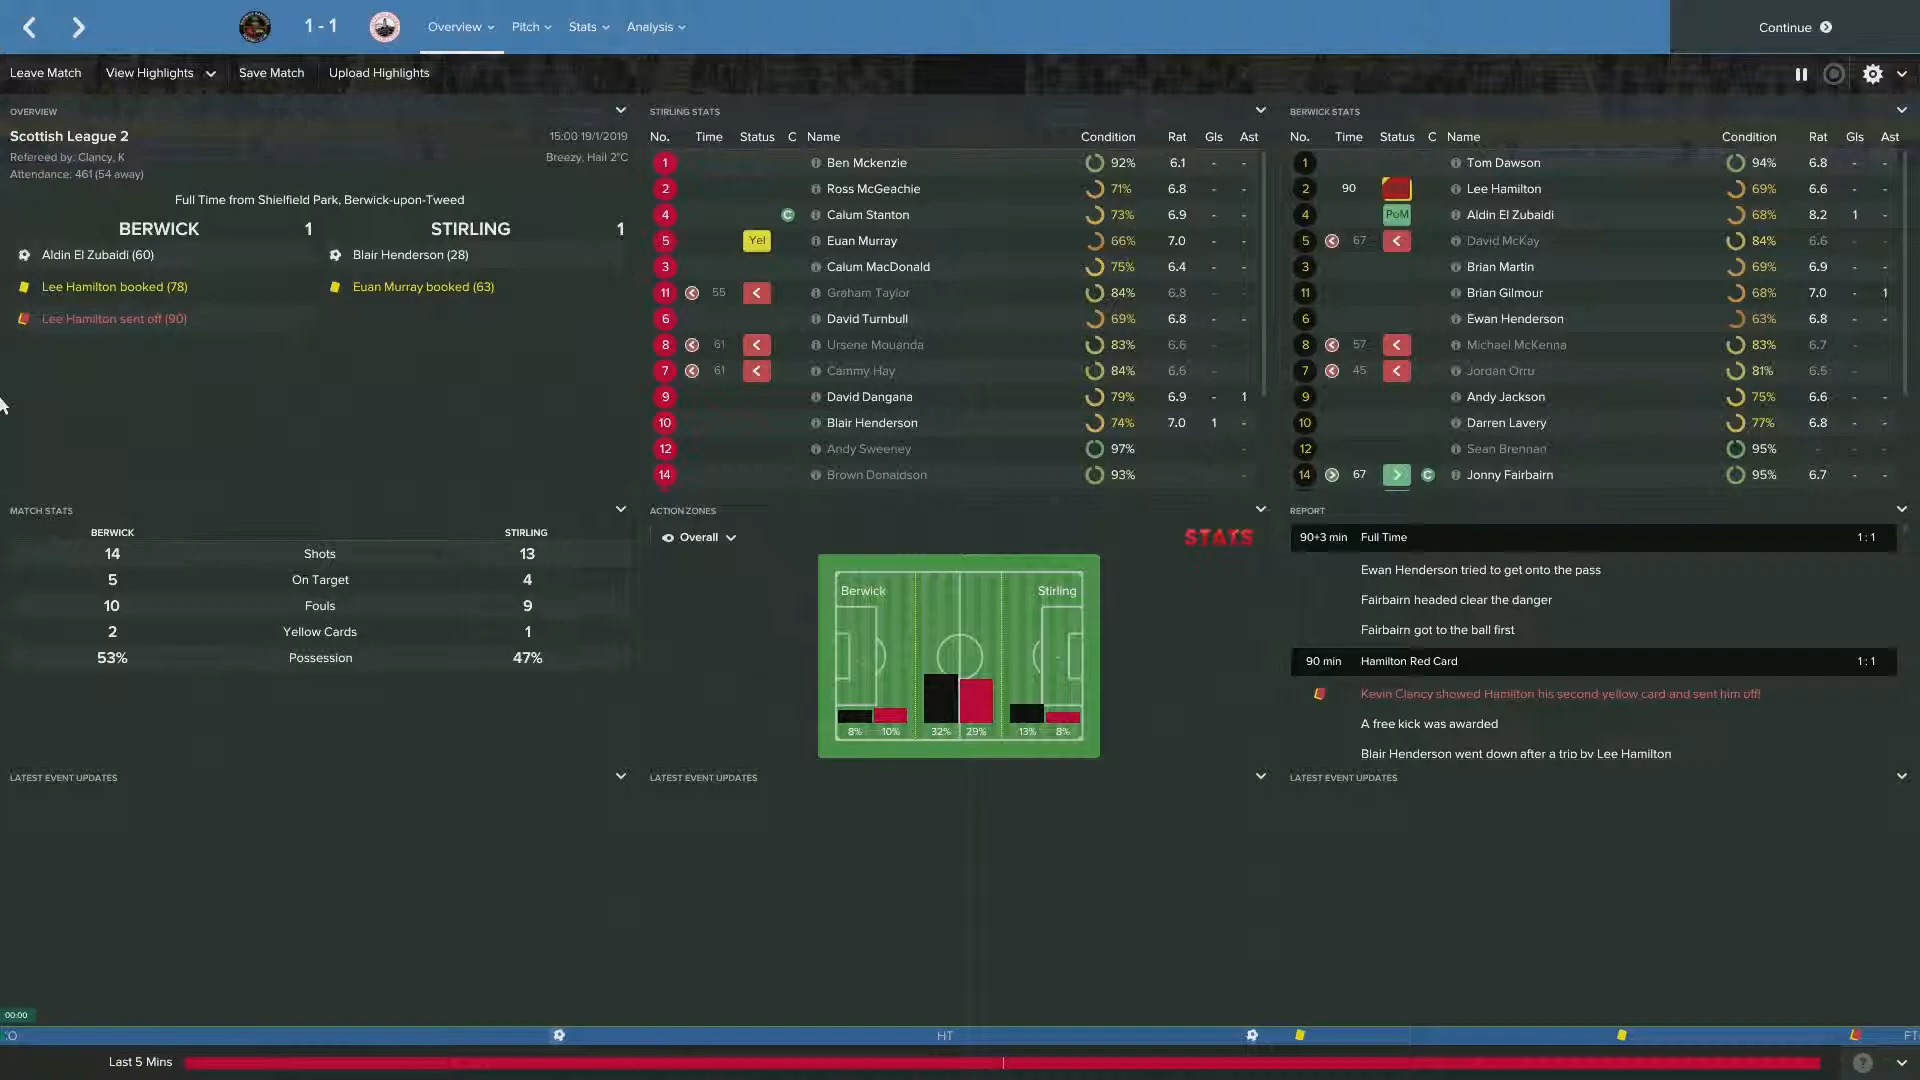 1 - 1
Overview
Pitch
Stats
Analysis
Continue
Leave Match
View Highlights
Save Match
Upload Highlights
OVERVIEW
Scottish League 2
15:00 19/1/2019
Refereed by: Clancy, K
Breezy, Hail 2°C
Attendance: 461 (54 away)
Full Time from Shielfield Park, Berwick-upon-Tweed
BERWICK 1 STIRLING 1
Aldin El Zubaidi (60) Blair Henderson (28)
Lee Hamilton booked (78) Euan Murray booked (63)
Lee Hamilton sent off (90)
STIRLING STATS
No. Time Status C Name Condition Rat Gls Ast
1 Ben Mckenzie 92% 6.1 - -
2 Ross McGeachie 71% 6.8 - -
4 C Calum Stanton 73% 6.9 - -
5 Yel Euan Murray 66% 7.0 - -
3 Calum MacDonald 75% 6.4 - -
11 55 Graham Taylor 84% 6.8 - -
6 David Turnbull 69% 6.8 - -
8 61 Ursene Mouanda 83% 6.6 - -
7 61 Cammy Hay 84% 6.6 - -
9 David Dangana 79% 6.9 - 1
10 Blair Henderson 74% 7.0 1 -
12 Andy Sweeney 97% -
14 Brown Donaldson 93% -
BERWICK STATS
No. Time Status C Name Condition Rat Gls Ast
1 Tom Dawson 94% 6.8 - -
2 90 Lee Hamilton 69% 6.6 - -
4 PoM Aldin El Zubaidi 68% 8.2 1 -
5 67 David McKay 84% 6.6 - -
3 Brian Martin 69% 6.9 - -
11 Brian Gilmour 68% 7.0 - 1
6 Ewan Henderson 63% 6.8 - -
8 57 Michael McKenna 83% 6.7 - -
7 45 Jordan Orru 81% 6.5 - -
9 Andy Jackson 75% 6.6 - -
10 Darren Lavery 77% 6.8 - -
12 Sean Brennan 95% - - -
14 67 C Jonny Fairbairn 95% 6.7 - -
MATCH STATS
BERWICK STIRLING
14 Shots 13
5 On Target 4
10 Fouls 9
2 Yellow Cards 1
53% Possession 47%
ACTION ZONES
Overall
STATS
Berwick Stirling
8% 10% 32% 29% 13% 8%
REPORT
90+3 min Full Time 1 : 1
Ewan Henderson tried to get onto the pass
Fairbairn headed clear the danger
Fairbairn got to the ball first
90 min Hamilton Red Card 1 : 1
Kevin Clancy showed Hamilton his second yellow card and sent him off!
A free kick was awarded
Blair Henderson went down after a trip by Lee Hamilton
LATEST EVENT UPDATES
LATEST EVENT UPDATES
LATEST EVENT UPDATES
00:00
HT
FT
Last 5 Mins
?